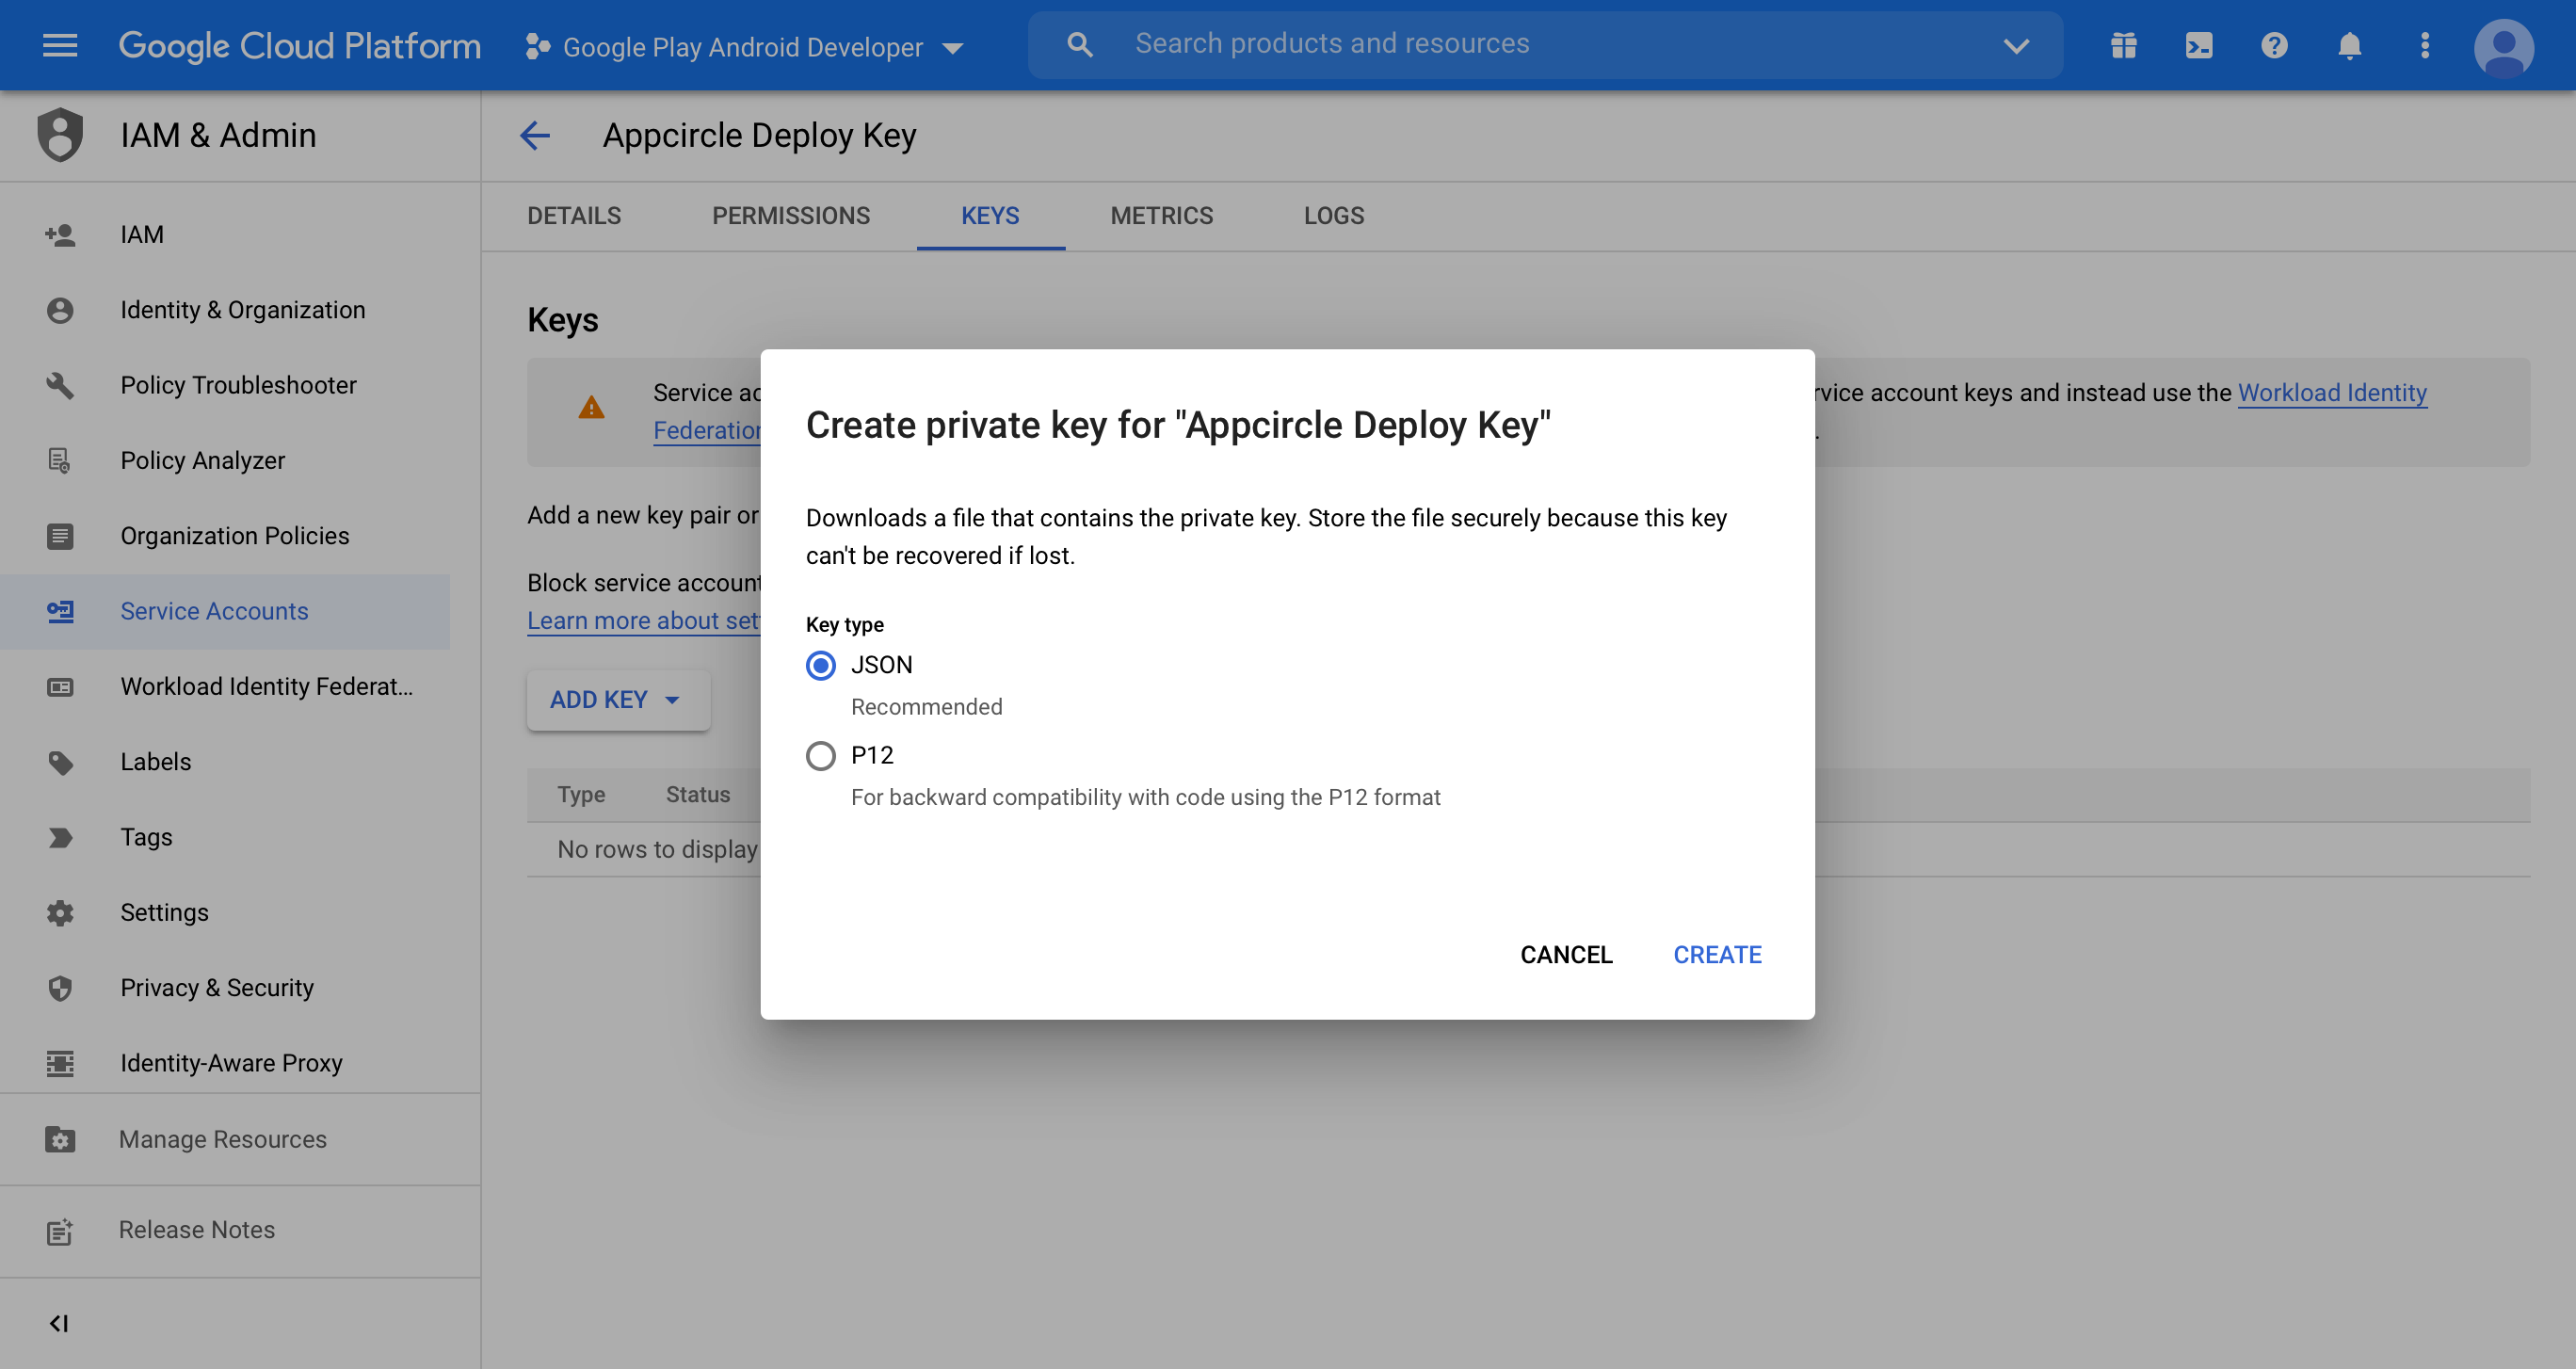 Google Cloud Platform
Google Play Android Developer
Search products and resources
IAM & Admin
IAM
Identity & Organization
Policy Troubleshooter
Policy Analyzer
Organization Policies
Service Accounts
Workload Identity Federat...
Labels
Tags
Settings
Privacy & Security
Identity-Aware Proxy
Manage Resources
Release Notes
Appcircle Deploy Key
DETAILS PERMISSIONS KEYS METRICS LOGS
Keys
Service ac
rvice account keys and instead use the Workload Identity
Federation
.
Add a new key pair or
Block service account
Learn more about set
ADD KEY
Type Status
No rows to display
Create private key for "Appcircle Deploy Key"
Downloads a file that contains the private key. Store the file securely because this key
can't be recovered if lost.
Key type
JSON
Recommended
P12
For backward compatibility with code using the P12 format
CANCEL CREATE